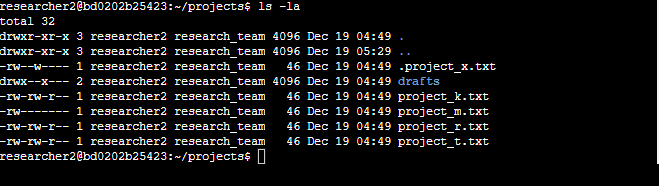 researcher2@bd0202b25423:~/projects$ ls -la
total 32
drwxr-xr-x 3 researcher2 research_team 4096 Dec 19 04:49 .
drwxr-xr-x 3 researcher2 research_team 4096 Dec 19 05:29 ..
-rw--w---- 1 researcher2 research_team   46 Dec 19 04:49 .project_x.txt
drwx--x--- 2 researcher2 research_team 4096 Dec 19 04:49 drafts
-rw-rw-r-- 1 researcher2 research_team   46 Dec 19 04:49 project_k.txt
-rw------- 1 researcher2 research_team   46 Dec 19 04:49 project_m.txt
-rw-rw-r-- 1 researcher2 research_team   46 Dec 19 04:49 project_r.txt
-rw-rw-r-- 1 researcher2 research_team   46 Dec 19 04:49 project_t.txt
researcher2@bd0202b25423:~/projects$